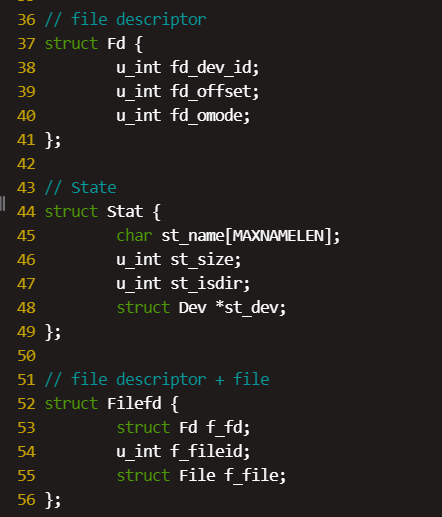 36 // file descriptor
37 struct Fd {
38         u_int fd_dev_id;
39         u_int fd_offset;
40         u_int fd_omode;
41 };
42
43 // State
44 struct Stat {
45         char st_name[MAXNAMELEN];
46         u_int st_size;
47         u_int st_isdir;
48         struct Dev *st_dev;
49 };
50
51 // file descriptor + file
52 struct Filefd {
53         struct Fd f_fd;
54         u_int f_fileid;
55         struct File f_file;
56 };